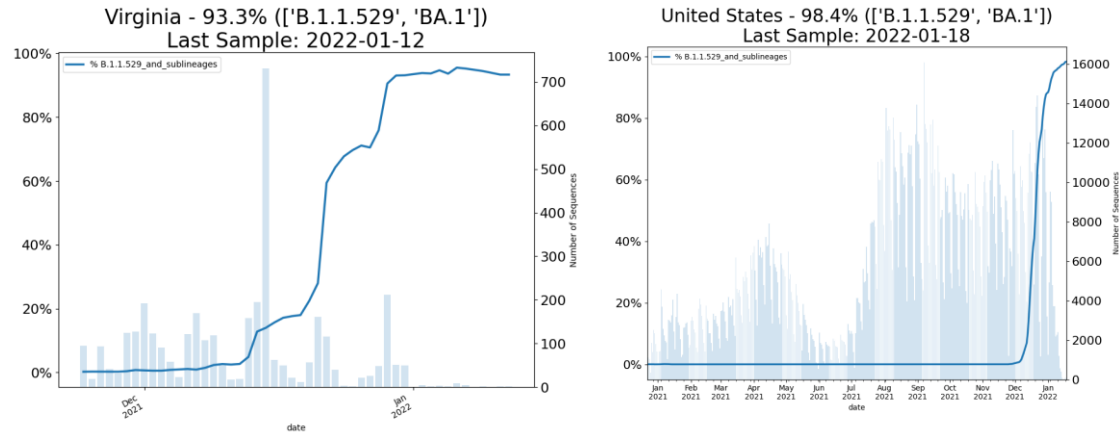 Virginia - 93.3% (['B.1.1.529', 'BA.1'])
Last Sample: 2022-01-12
% B.1.1.529_and_sublineages
100%
80%
60%
40%
20%
0%
700
600
500
400
300
200
100
0
Number of Sequences
Dec
2021
Jan
2022
date
United States - 98.4% (['B.1.1.529', 'BA.1'])
Last Sample: 2022-01-18
% B.1.1.529_and_sublineages
100%
80%
60%
40%
20%
0%
16000
14000
12000
10000
8000
6000
4000
2000
0
Number of Sequences
Jan Feb Mar Apr May Jun Jul Aug Sep Oct Nov Dec Jan
2021 2021 2021 2021 2021 2021 2021 2021 2021 2021 2021 2021 2022
date